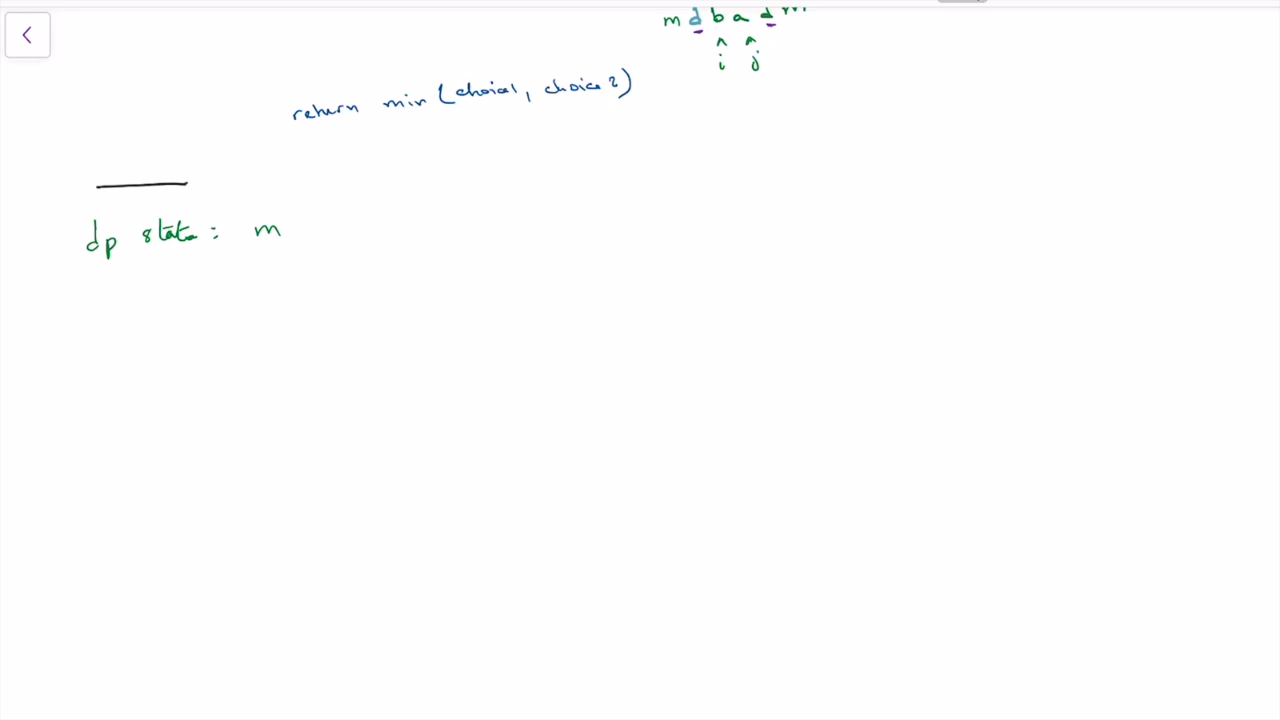 m d b a d m
^ ^
i j
return min (choice1, choice2)
dp state: m